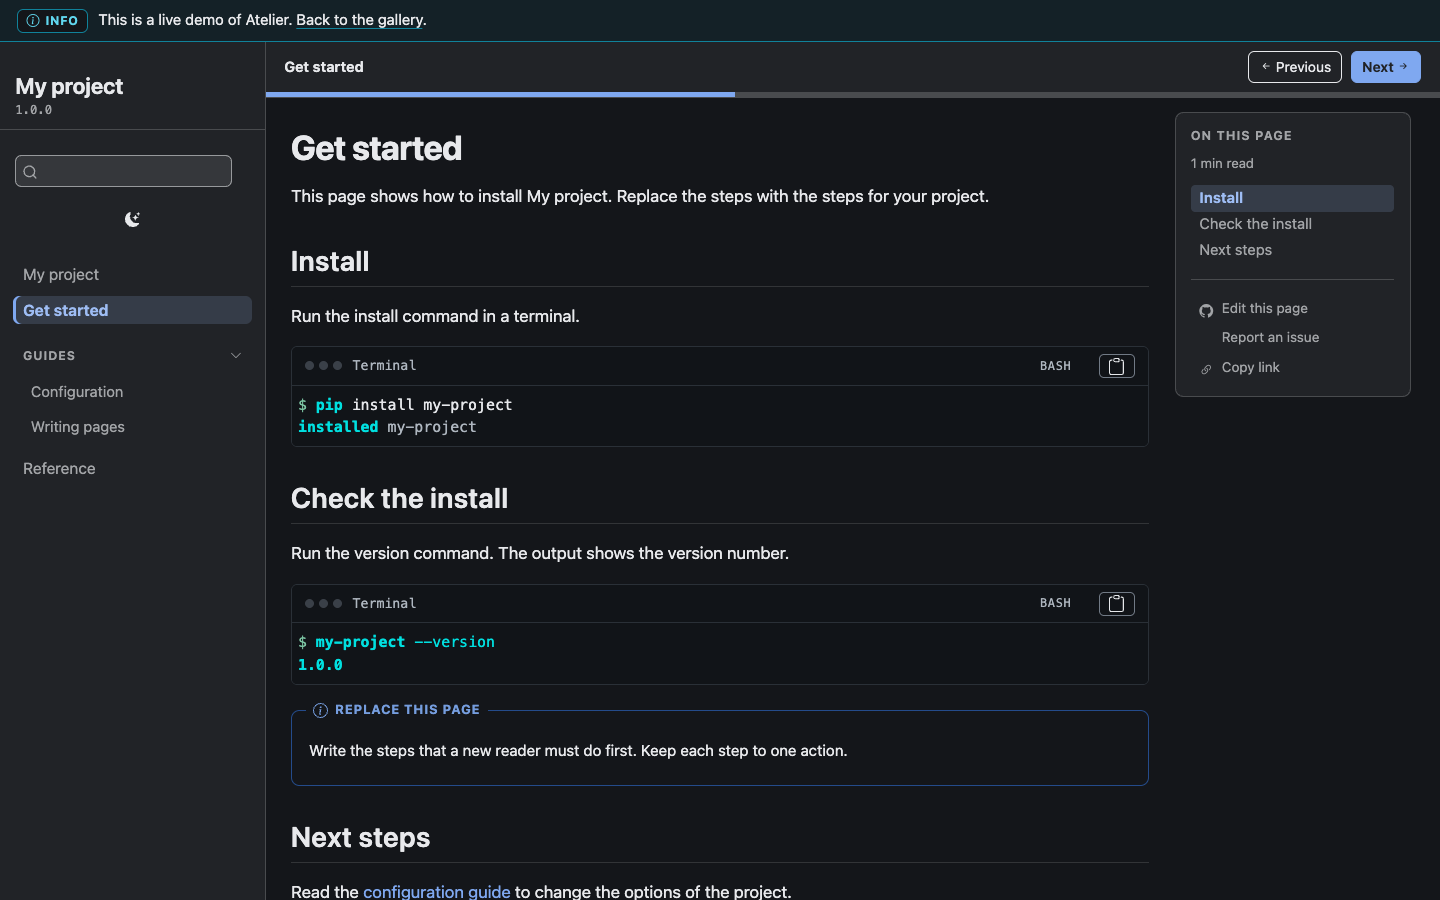 INFO This is a live demo of Atelier. Back to the gallery.
My project
1.0.0
My project
Get started
GUIDES
Configuration
Writing pages
Reference
Get started
← Previous
Next →
Get started
This page shows how to install My project. Replace the steps with the steps for your project.
Install
Run the install command in a terminal.
Terminal BASH
$ pip install my-project
installed my-project
Check the install
Run the version command. The output shows the version number.
Terminal BASH
$ my-project --version
1.0.0
REPLACE THIS PAGE
Write the steps that a new reader must do first. Keep each step to one action.
Next steps
Read the configuration guide to change the options of the project.
ON THIS PAGE
1 min read
Install
Check the install
Next steps
Edit this page
Report an issue
Copy link